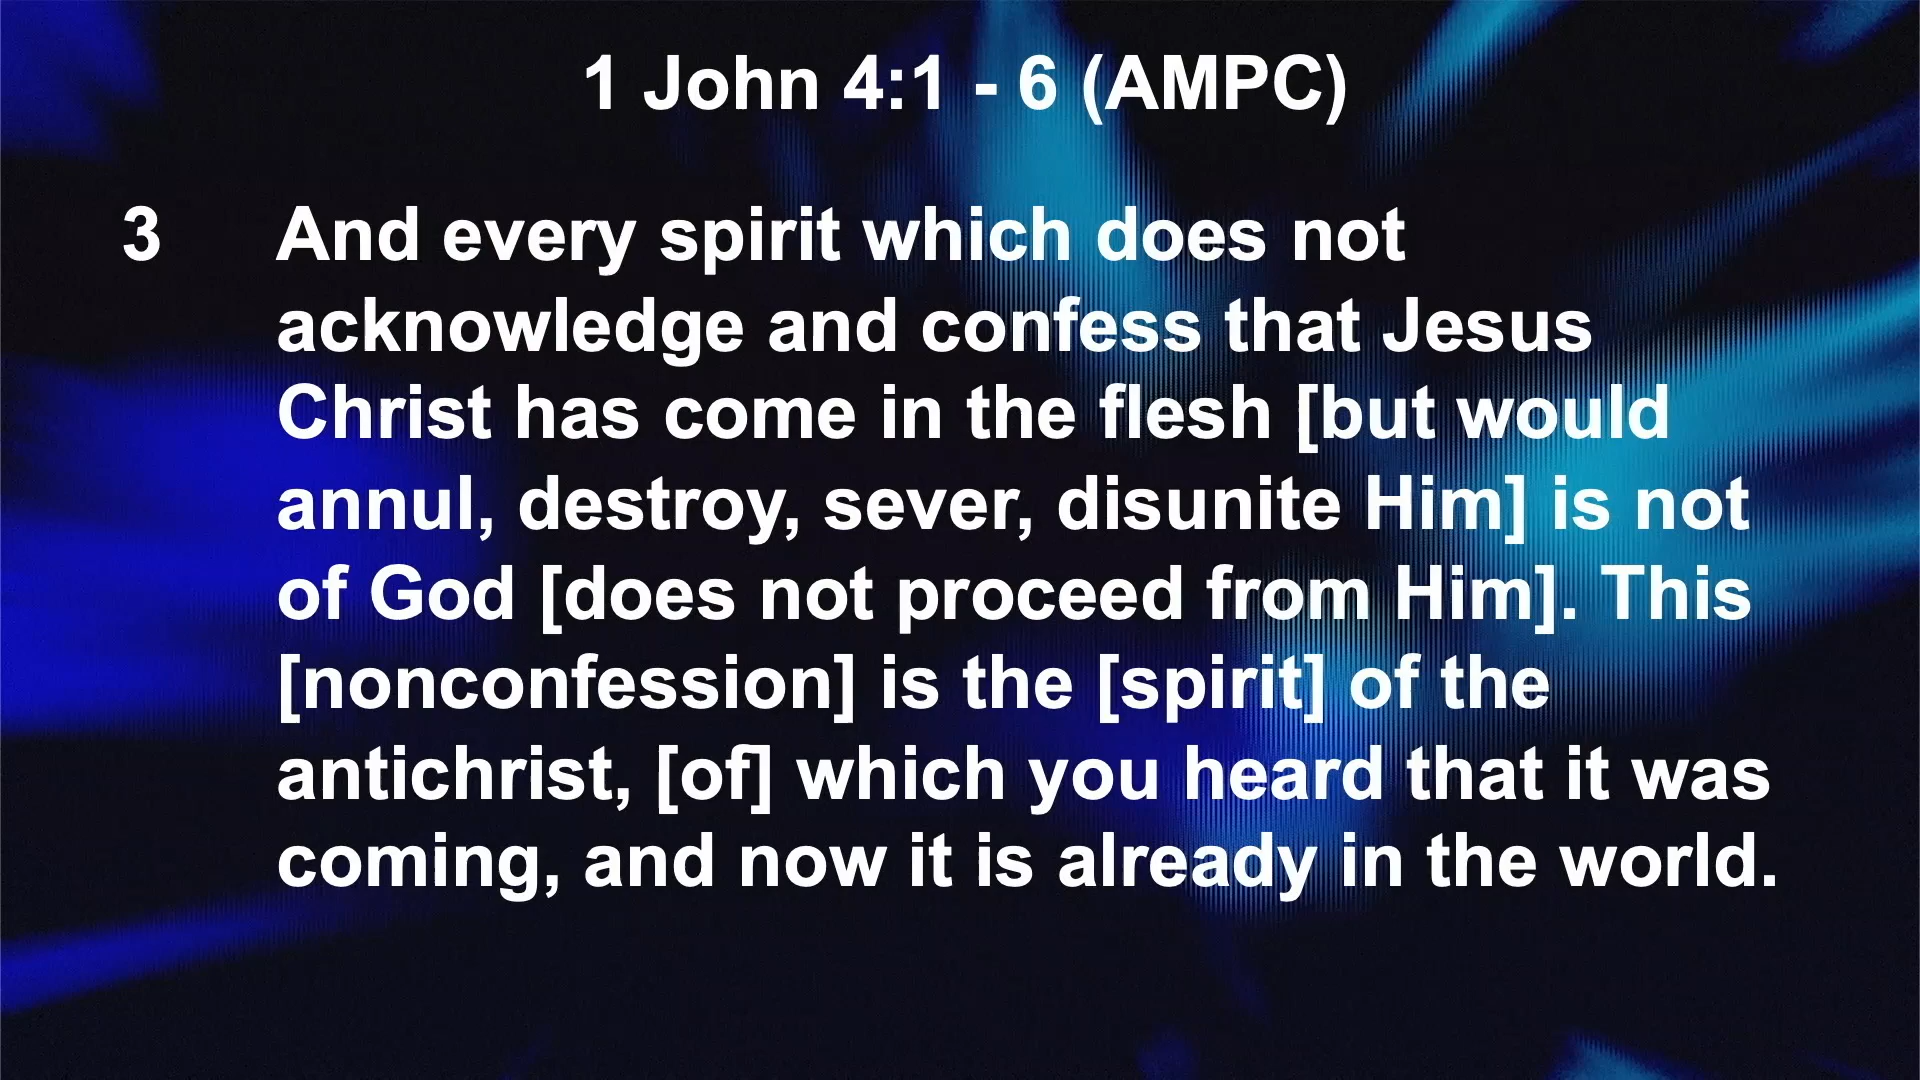 1 John 4:1 - 6 (AMPC)
3 And every spirit which does not
acknowledge and confess that Jesus
Christ has come in the flesh [but would
annul, destroy, sever, disunite Him] is not
of God [does not proceed from Him]. This
[nonconfession] is the [spirit] of the
antichrist, [of] which you heard that it was
coming, and now it is already in the world.